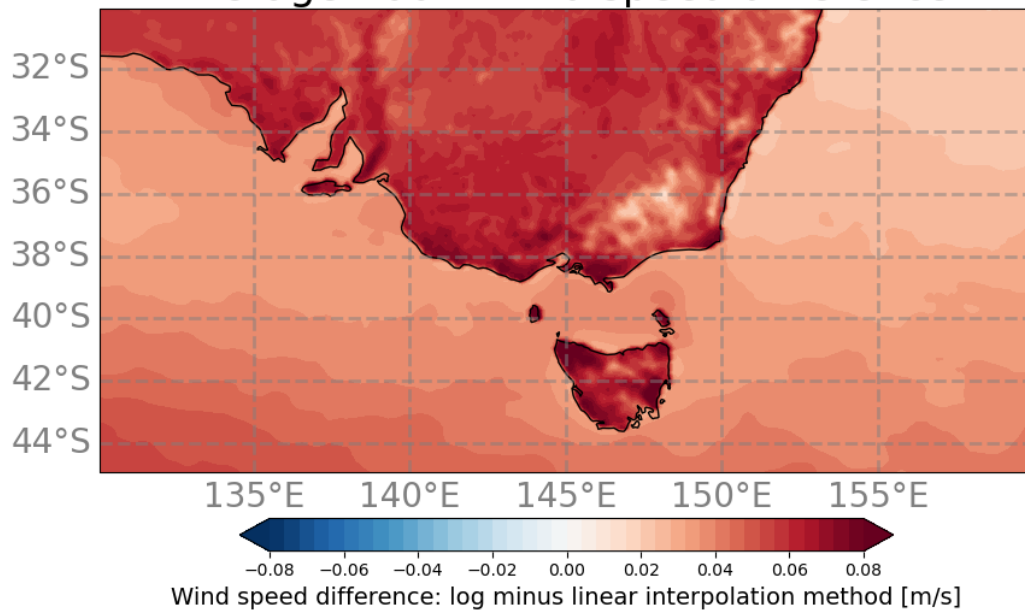 32°S
34°S
36°S
38°S
40°S
42°S
44°S
135°E 140°E 145°E 150°E 155°E
−0.08 −0.06 −0.04 −0.02 0.00 0.02 0.04 0.06 0.08
Wind speed difference: log minus linear interpolation method [m/s]